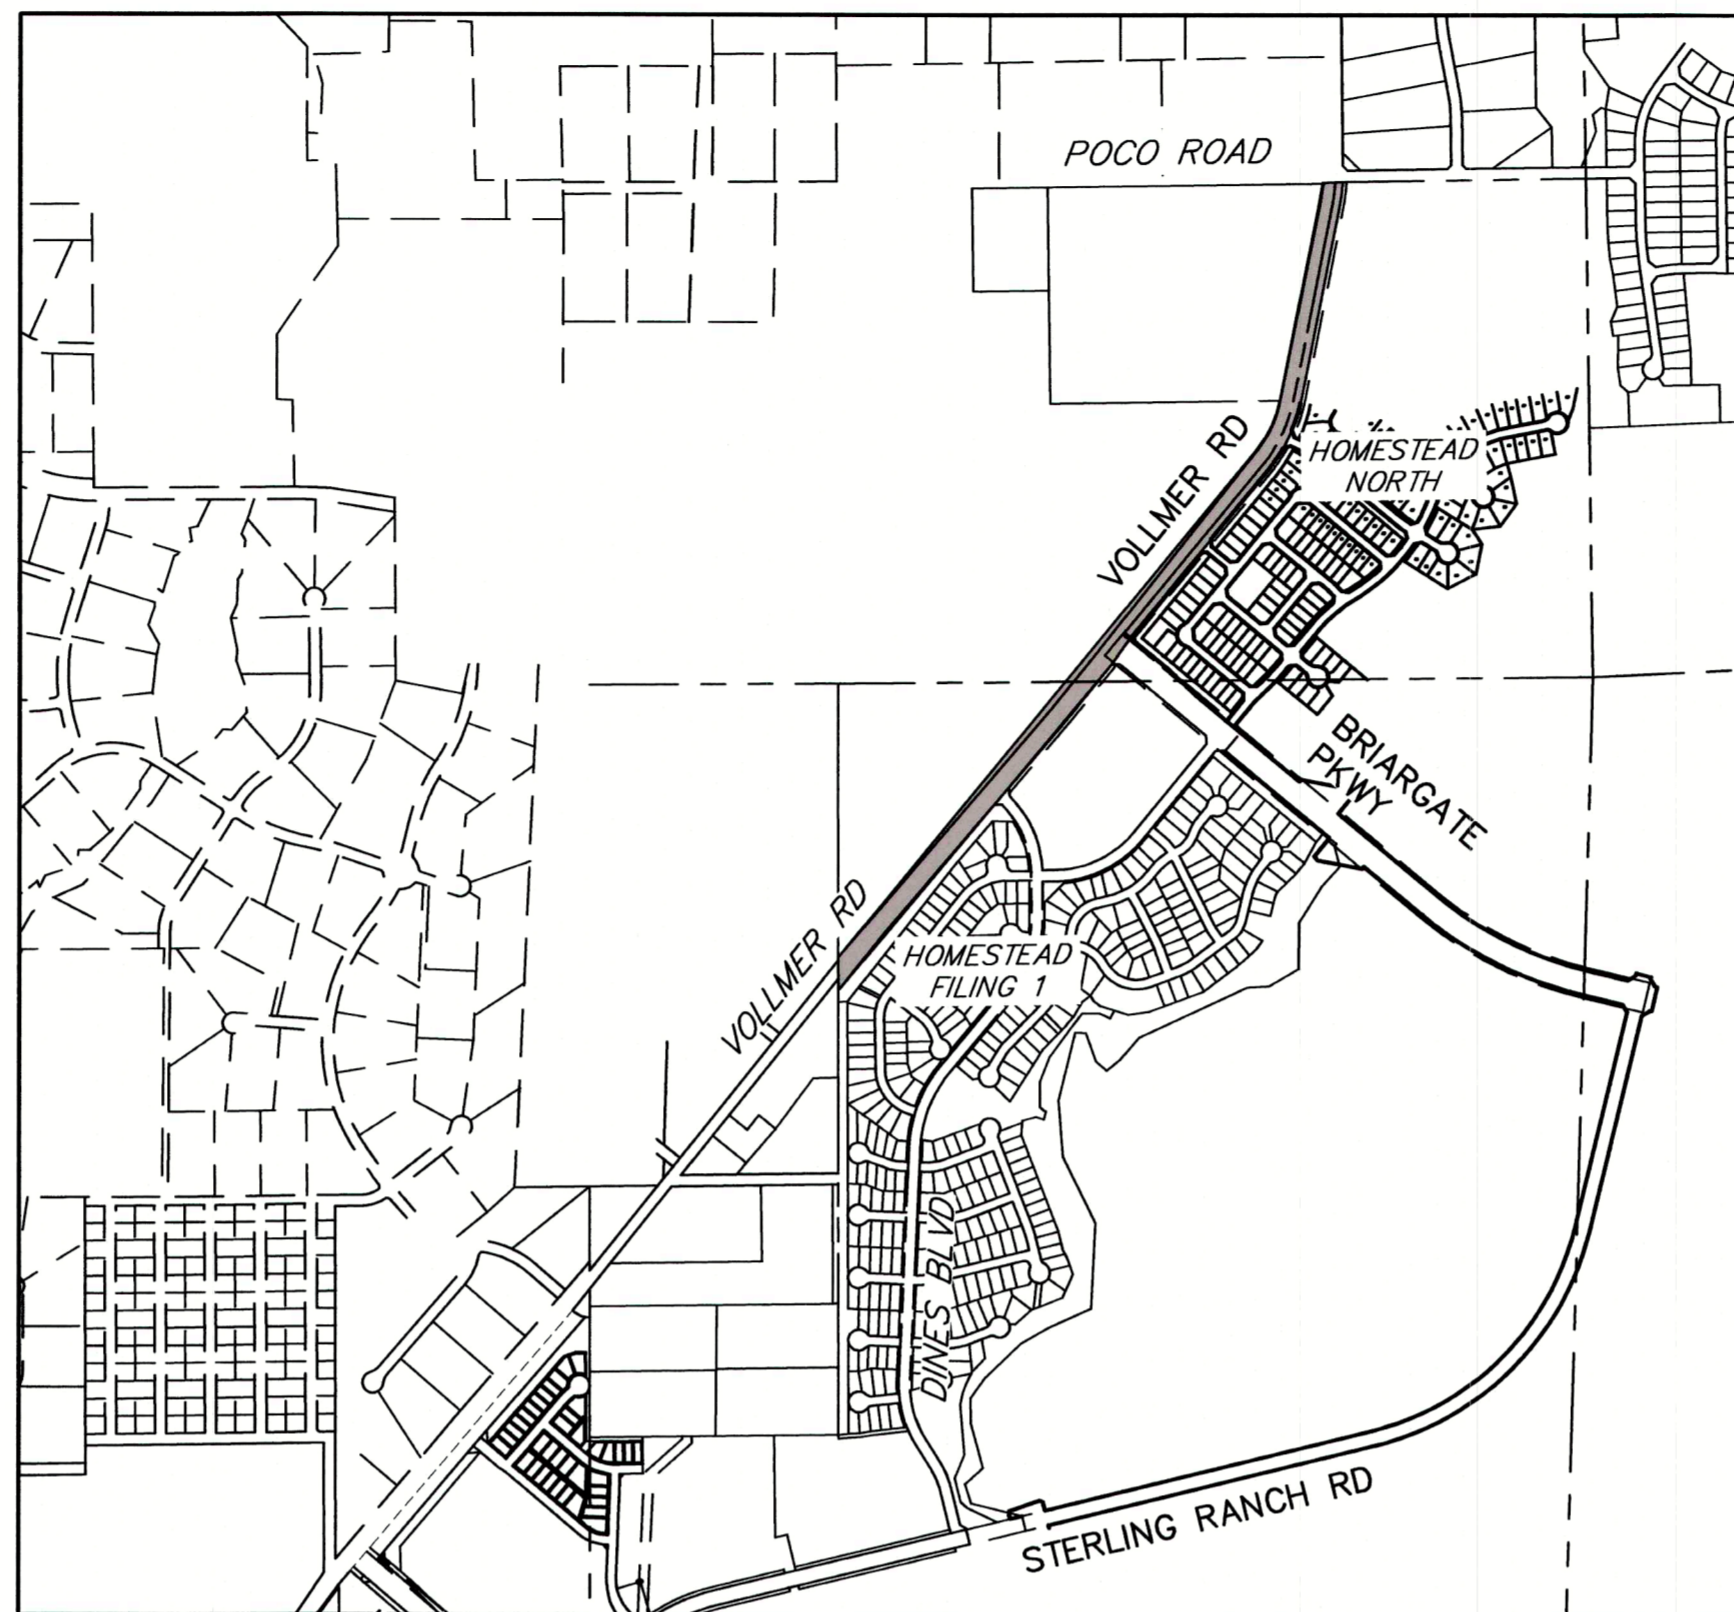 POCO ROAD
VOLLMER RD
HOMESTEAD
NORTH
BRIARGATE
PKWY
VOLLMER RD
HOMESTEAD
FILING 1
DINES BLVD
STERLING RANCH RD